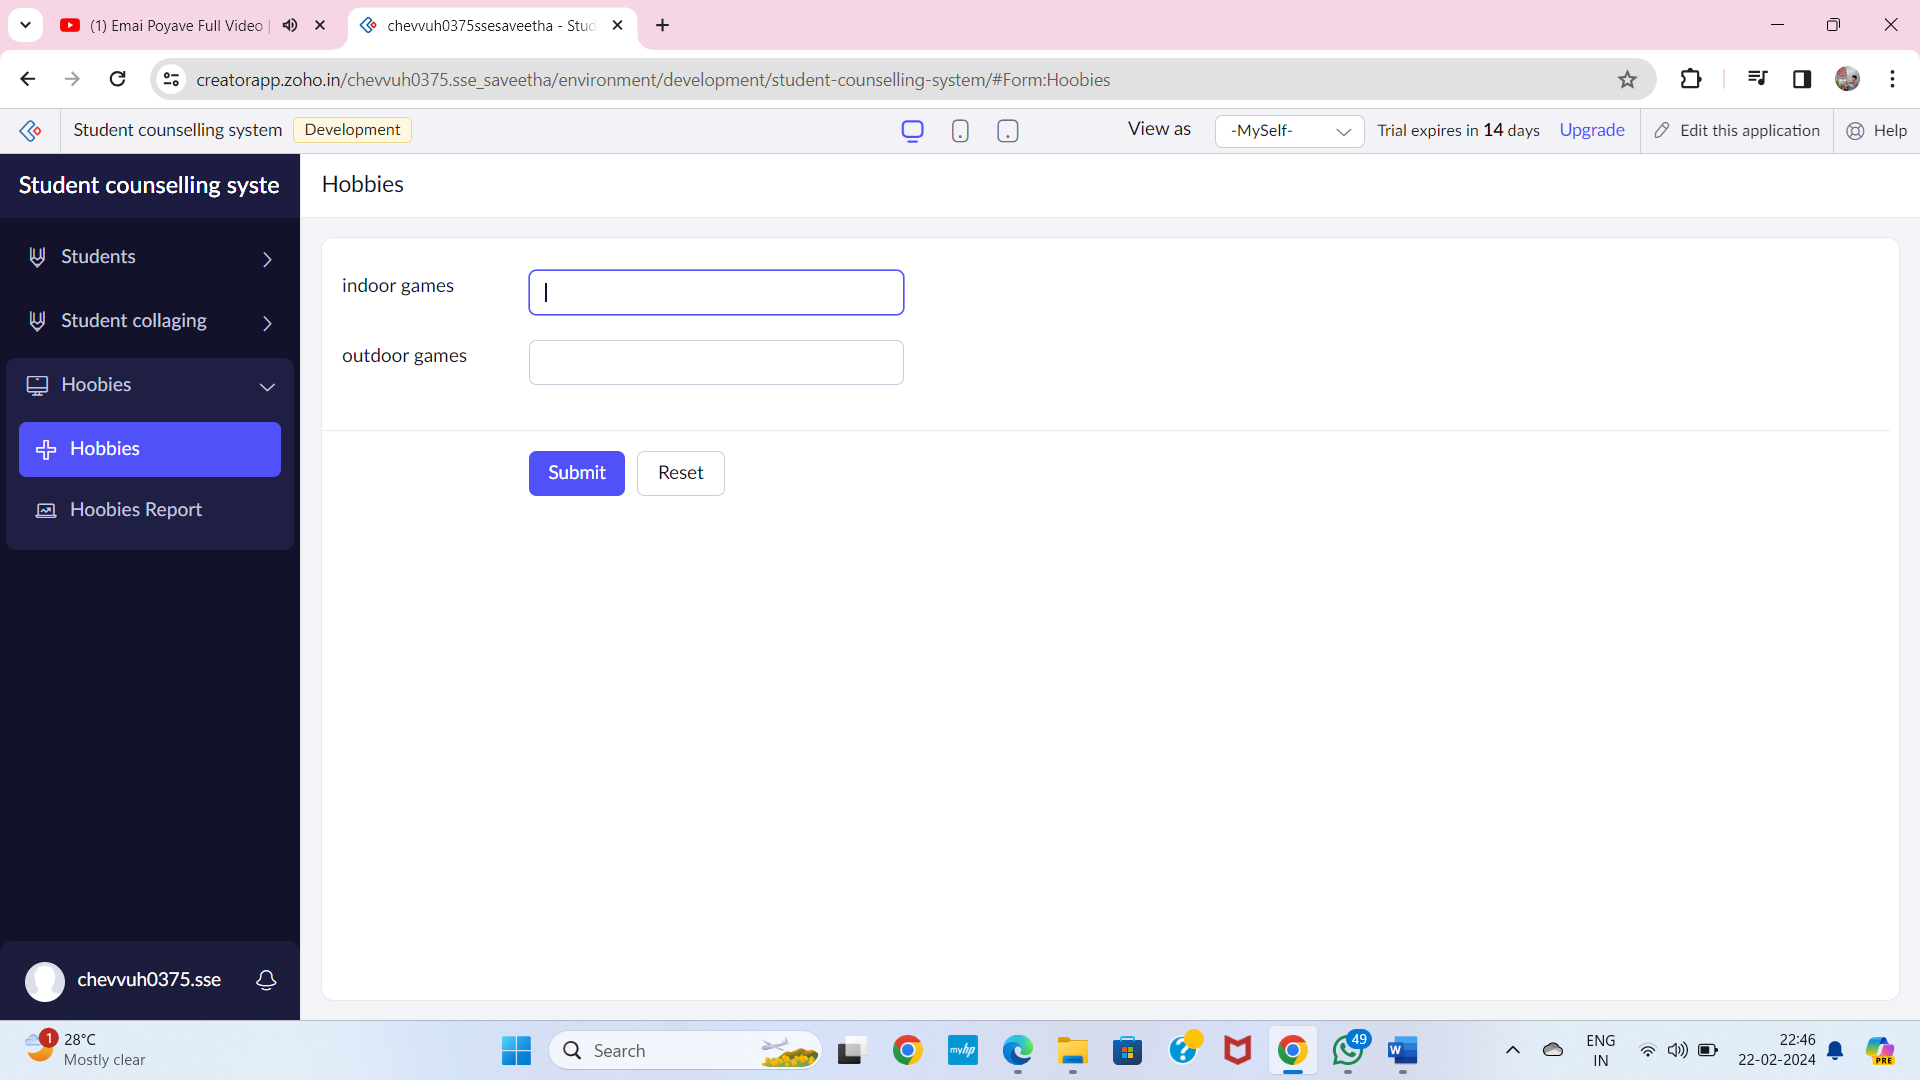 (1) Emai Poyave Full Video |
chevvuh0375ssesaveetha - Stud
creatorapp.zoho.in/chevvuh0375.sse_saveetha/environment/development/student-counselling-system/#Form:Hoobies
Student counselling system Development View as -MySelf- Trial expires in 14 days Upgrade Edit this application Help
Student counselling syste
Hobbies
Students
Student collaging
Hoobies
Hobbies
Hoobies Report
indoor games
outdoor games
Submit Reset
chevvuh0375.sse
1
28°C
Mostly clear
Search
myhp
49
W
ENG
IN
22:46
22-02-2024
PRE